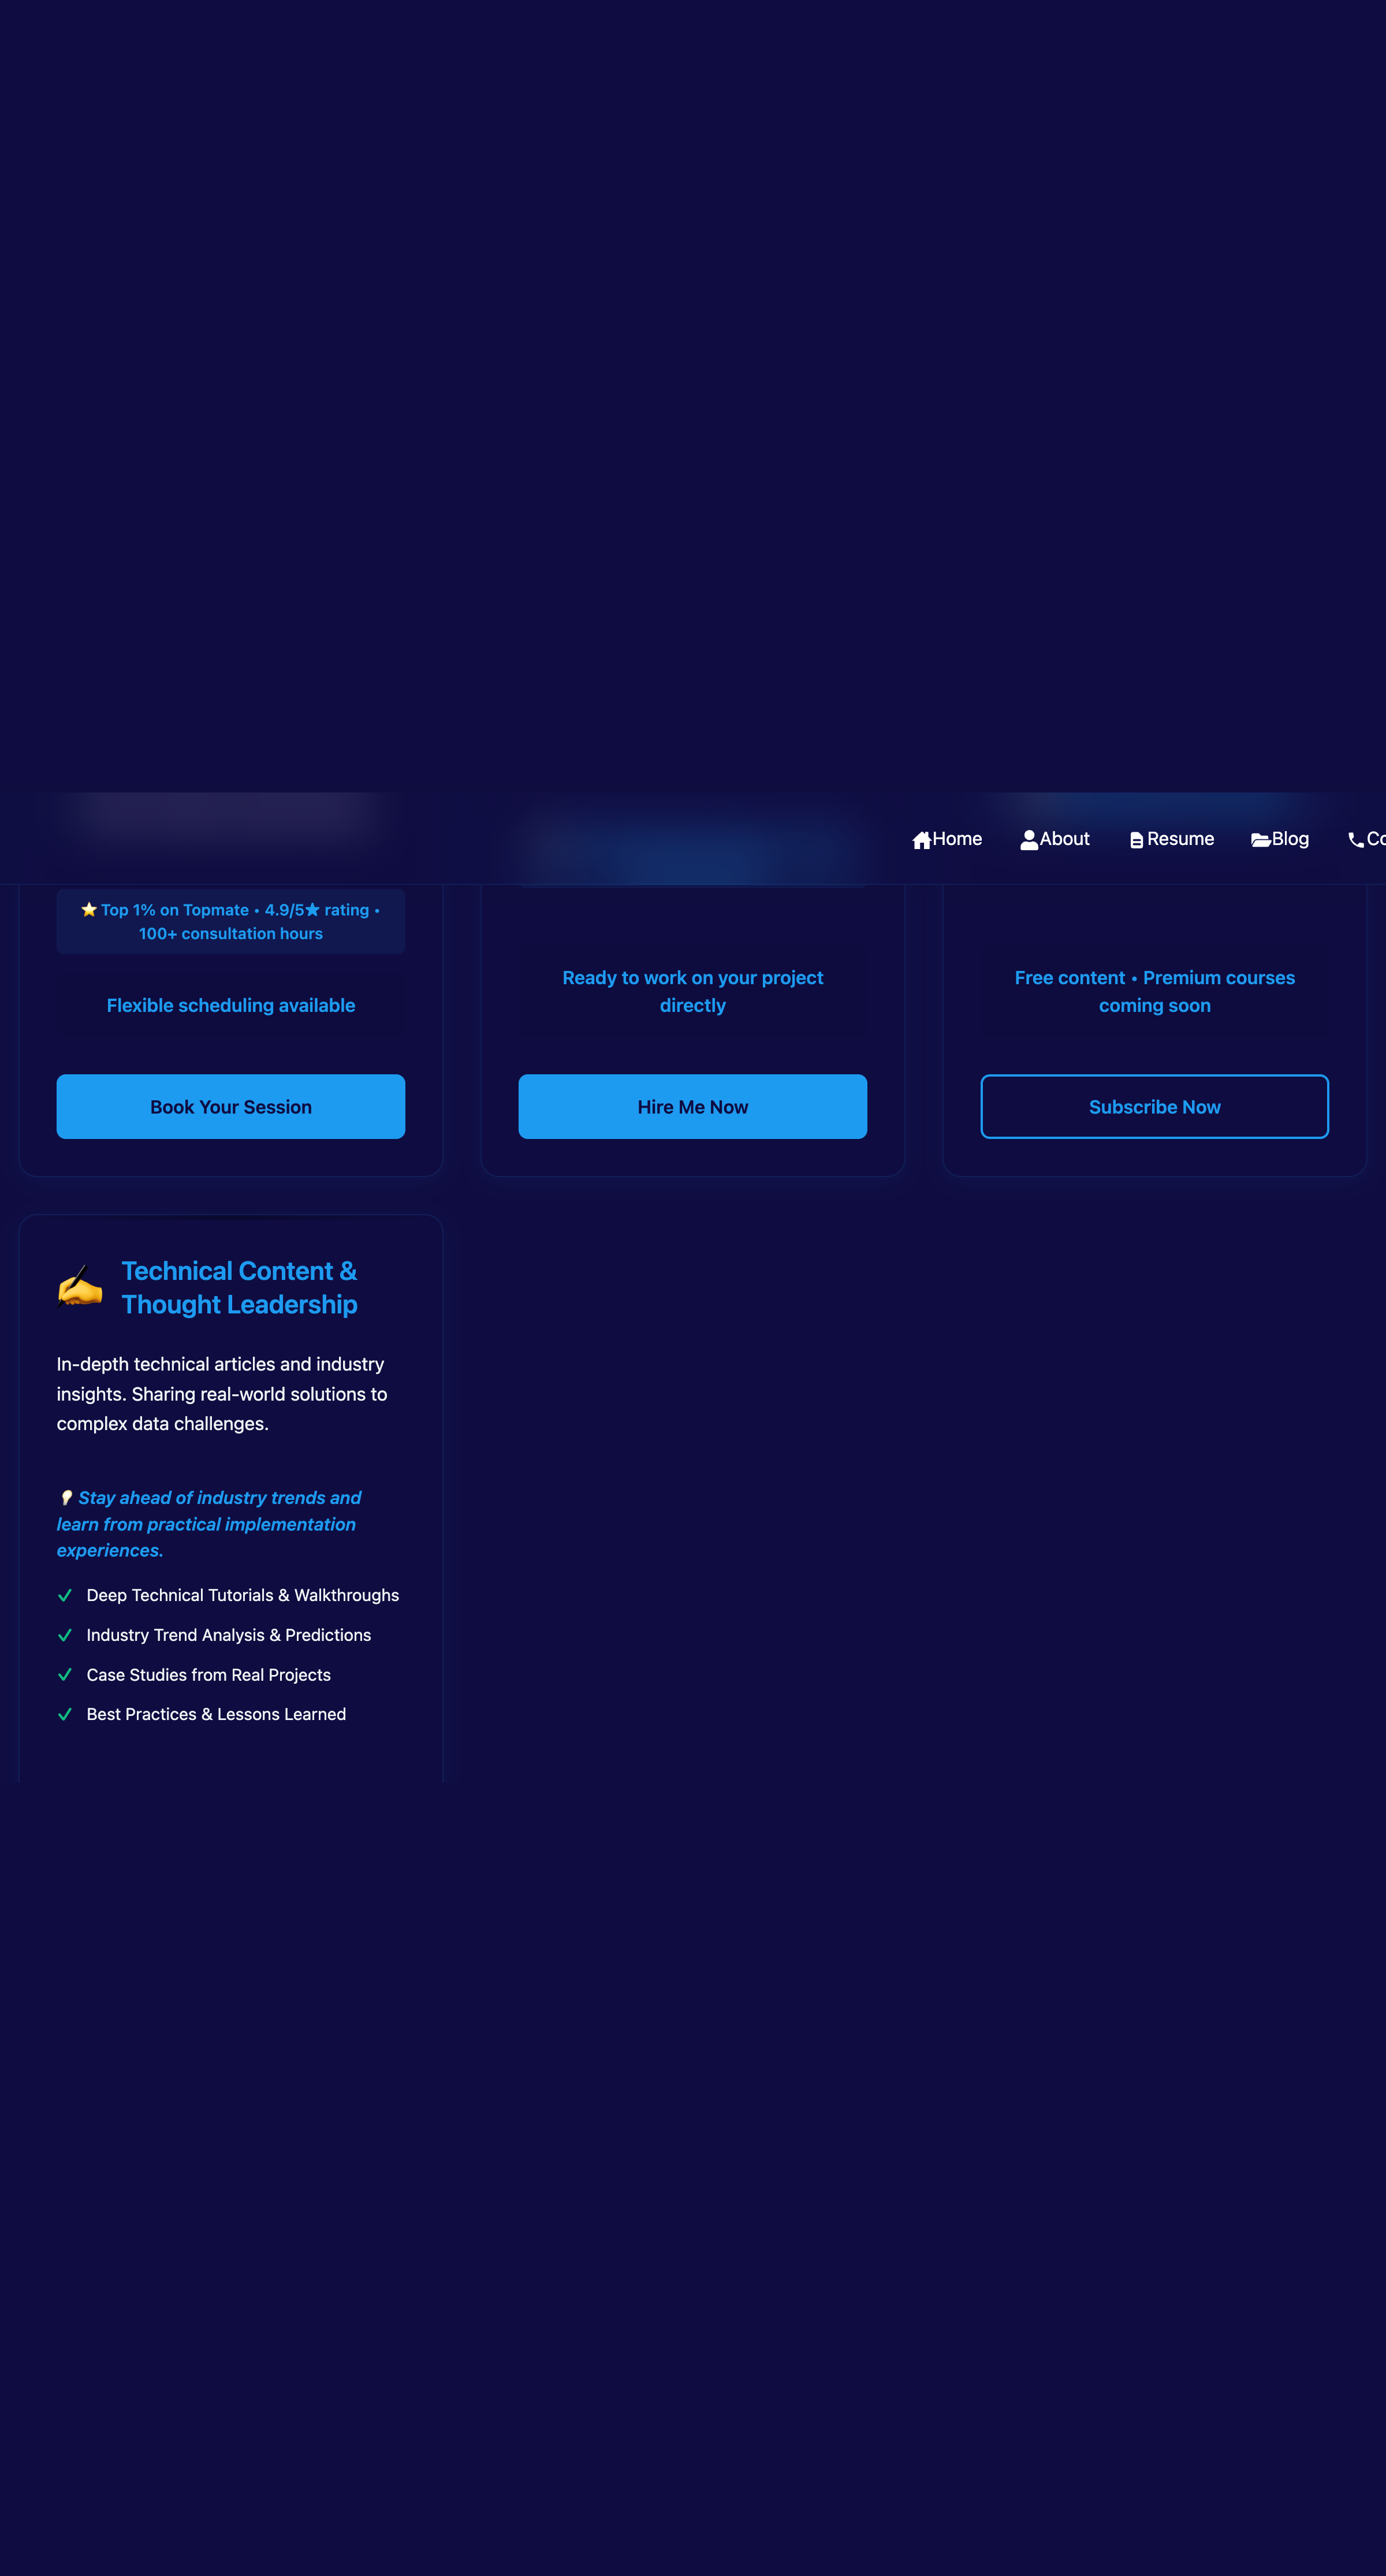 Home About Resume Blog Co
⭐ Top 1% on Topmate • 4.9/5★ rating •
100+ consultation hours
Flexible scheduling available
Book Your Session
Ready to work on your project
directly
Hire Me Now
Free content • Premium courses
coming soon
Subscribe Now
✍️ Technical Content &
Thought Leadership
In-depth technical articles and industry
insights. Sharing real-world solutions to
complex data challenges.
💡 Stay ahead of industry trends and
learn from practical implementation
experiences.
✓ Deep Technical Tutorials & Walkthroughs
✓ Industry Trend Analysis & Predictions
✓ Case Studies from Real Projects
✓ Best Practices & Lessons Learned